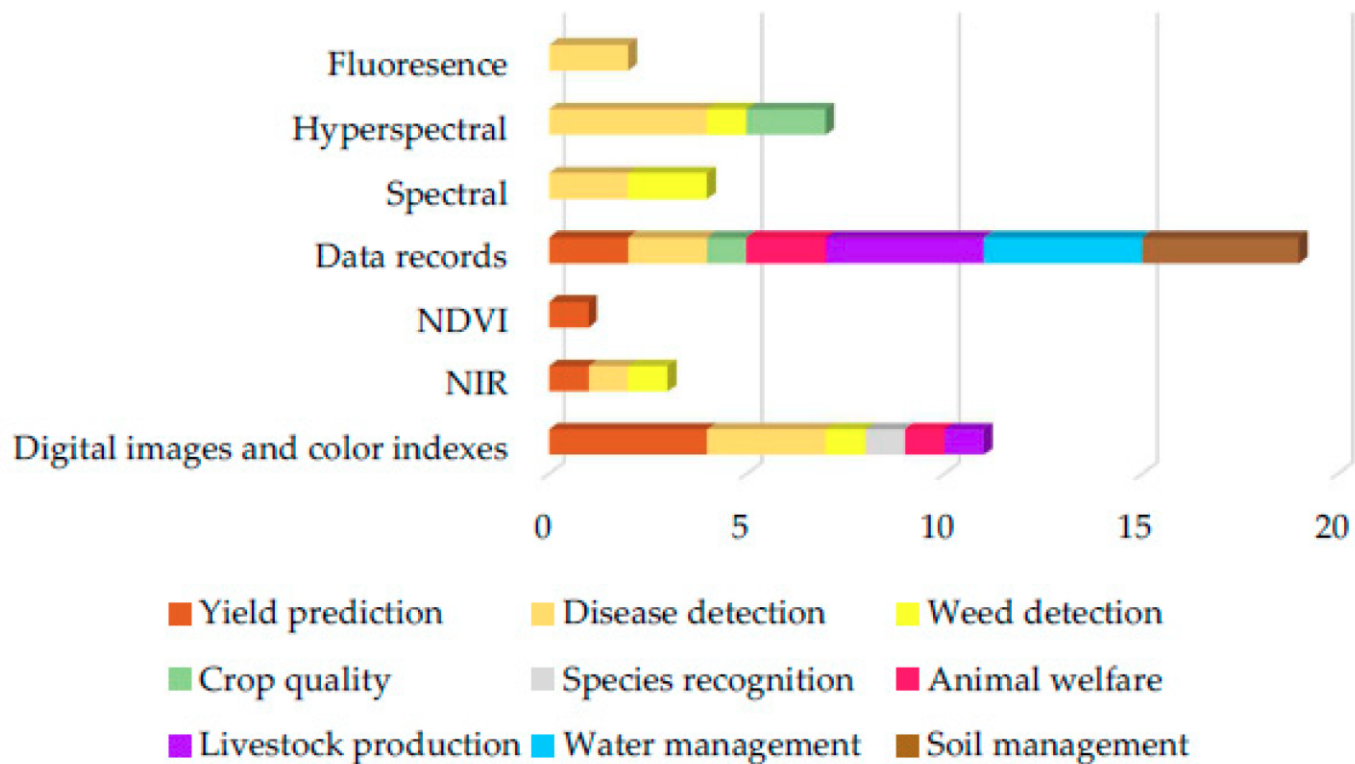 Fluoresence
Hyperspectral
Spectral
Data records
NDVI
NIR
Digital images and color indexes
0 5 10 15 20
Yield prediction Disease detection Weed detection
Crop quality Species recognition Animal welfare
Livestock production Water management Soil management